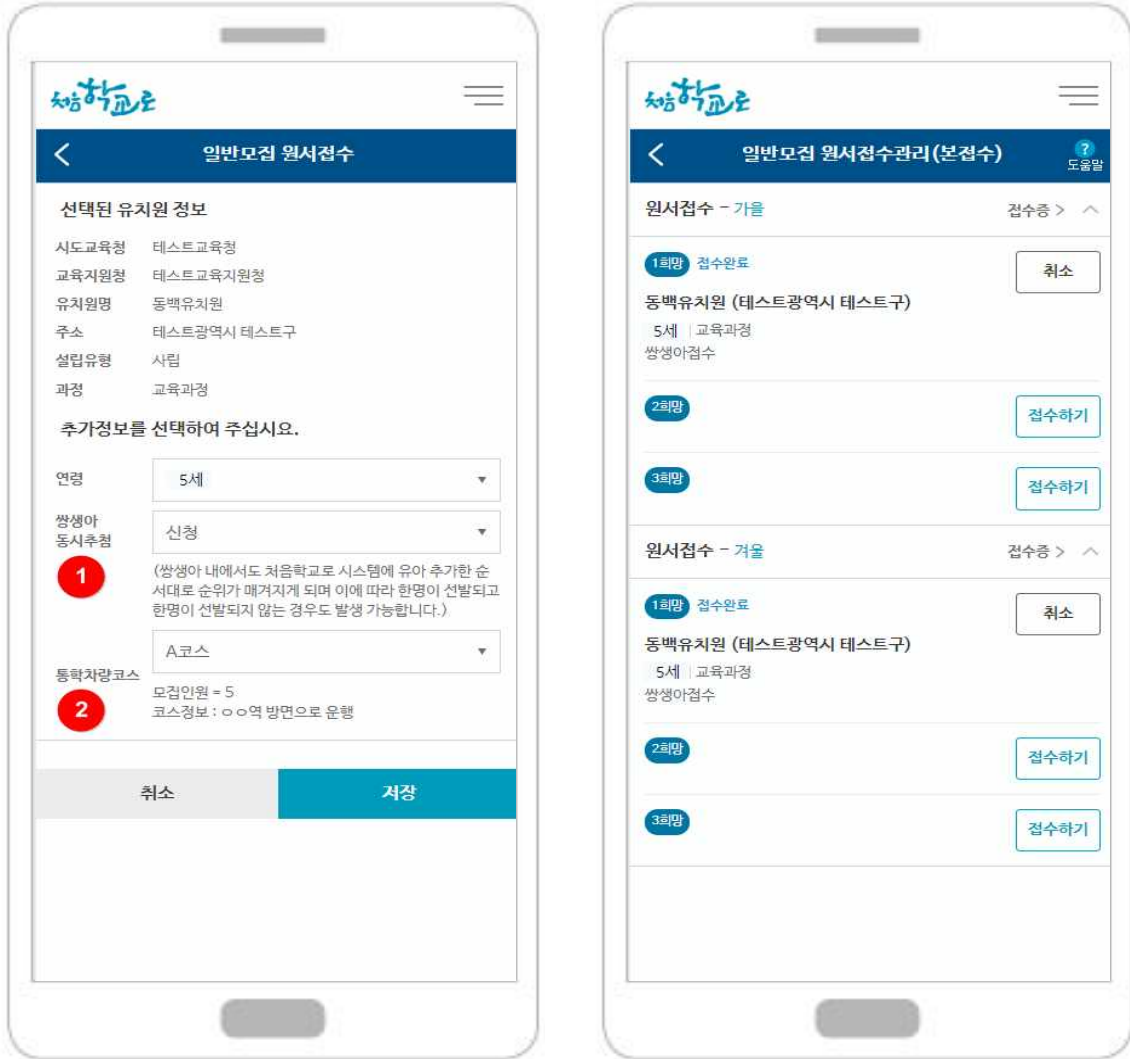 처음학교로
일반모집 원서접수
선택된 유치원 정보
시도교육청 테스트교육청
교육지원청 테스트교육지원청
유치원명 동백유치원
주소 테스트광역시 테스트구
설립유형 사립
과정 교육과정
추가정보를 선택하여 주십시요.
연령 5세
쌍생아
동시추첨
신청
1
(쌍생아 내에서도 처음학교로 시스템에 유아 추가한 순
서대로 순위가 매겨지게 되며 이에 따라 한명이 선발되고
한명이 선발되지 않는 경우도 발생 가능합니다.)
통학차량코스
A코스
2
모집인원 = 5
코스정보 : ㅇㅇ역 방면으로 운행
취소 저장
처음학교로
일반모집 원서접수관리(본접수)
?
도움말
원서접수 - 가을 접수증 >
1희망 접수완료 취소
동백유치원 (테스트광역시 테스트구)
5세 | 교육과정
쌍생아접수
2희망 접수하기
3희망 접수하기
원서접수 - 겨울 접수증 >
1희망 접수완료 취소
동백유치원 (테스트광역시 테스트구)
5세 | 교육과정
쌍생아접수
2희망 접수하기
3희망 접수하기